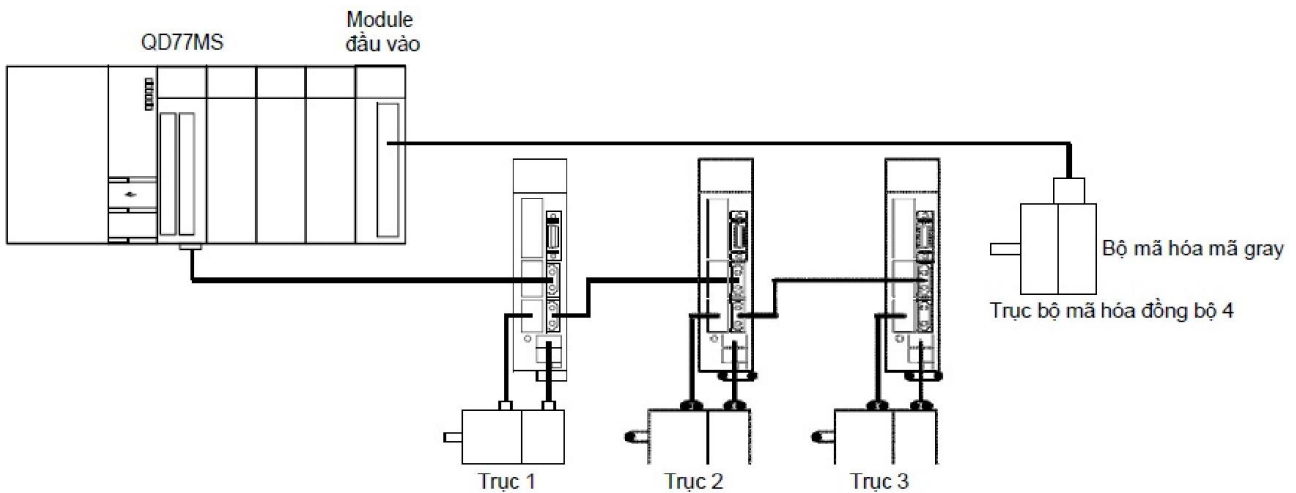 QD77MS
Module
đầu vào
Bộ mã hóa mã gray
Trục bộ mã hóa đồng bộ 4
Trục 1
Trục 2
Trục 3